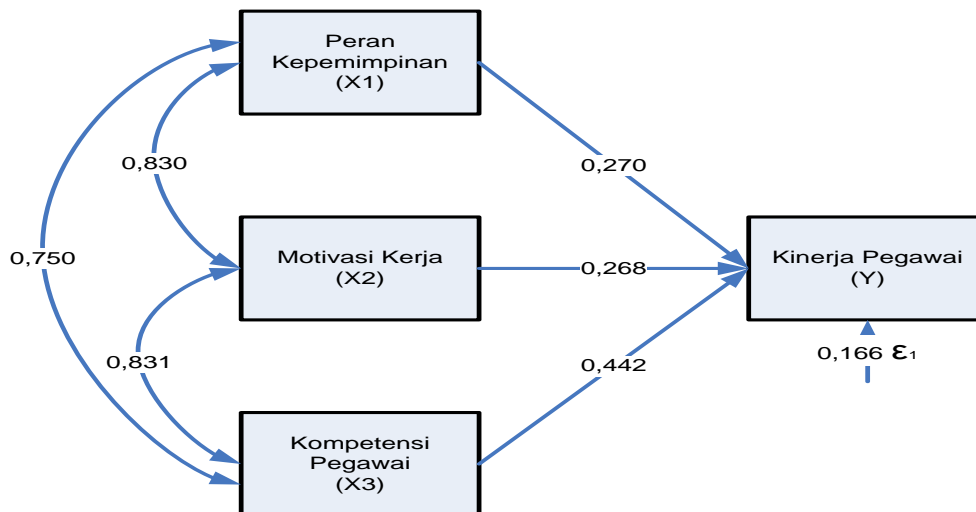 Peran
Kepemimpinan
(X1)
0,830
0,270
0,750
Motivasi Kerja
(X2)
0,268
Kinerja Pegawai
(Y)
0,831
0,442
0,166 ε₁
Kompetensi
Pegawai
(X3)